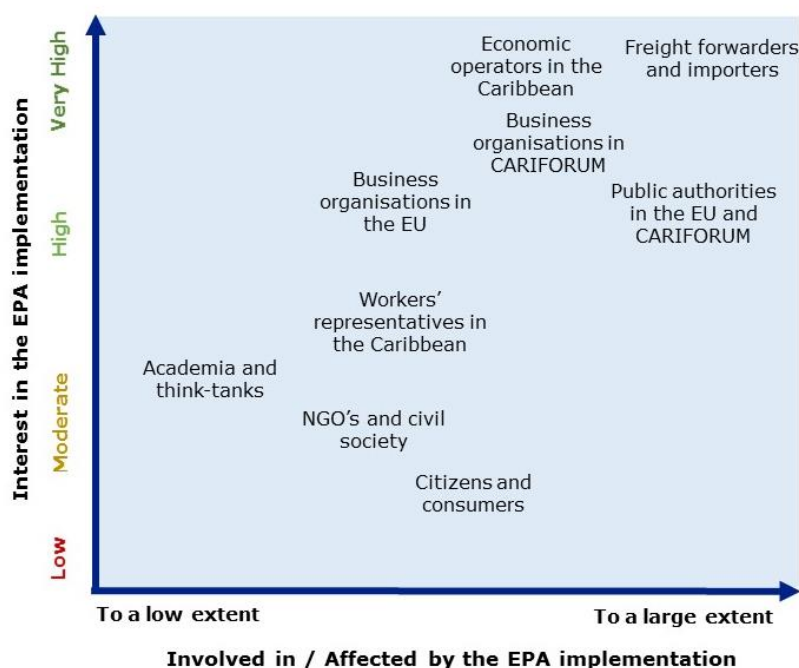 Interest in the EPA implementation
Very High
High
Moderate
Low
Economic
operators in the
Caribbean
Freight forwarders
and importers
Business
organisations in
CARIFORUM
Business
organisations in
the EU
Public authorities
in the EU and
CARIFORUM
Workers’
representatives in
the Caribbean
Academia and
think-tanks
NGO’s and civil
society
Citizens and
consumers
To a low extent
To a large extent
Involved in / Affected by the EPA implementation